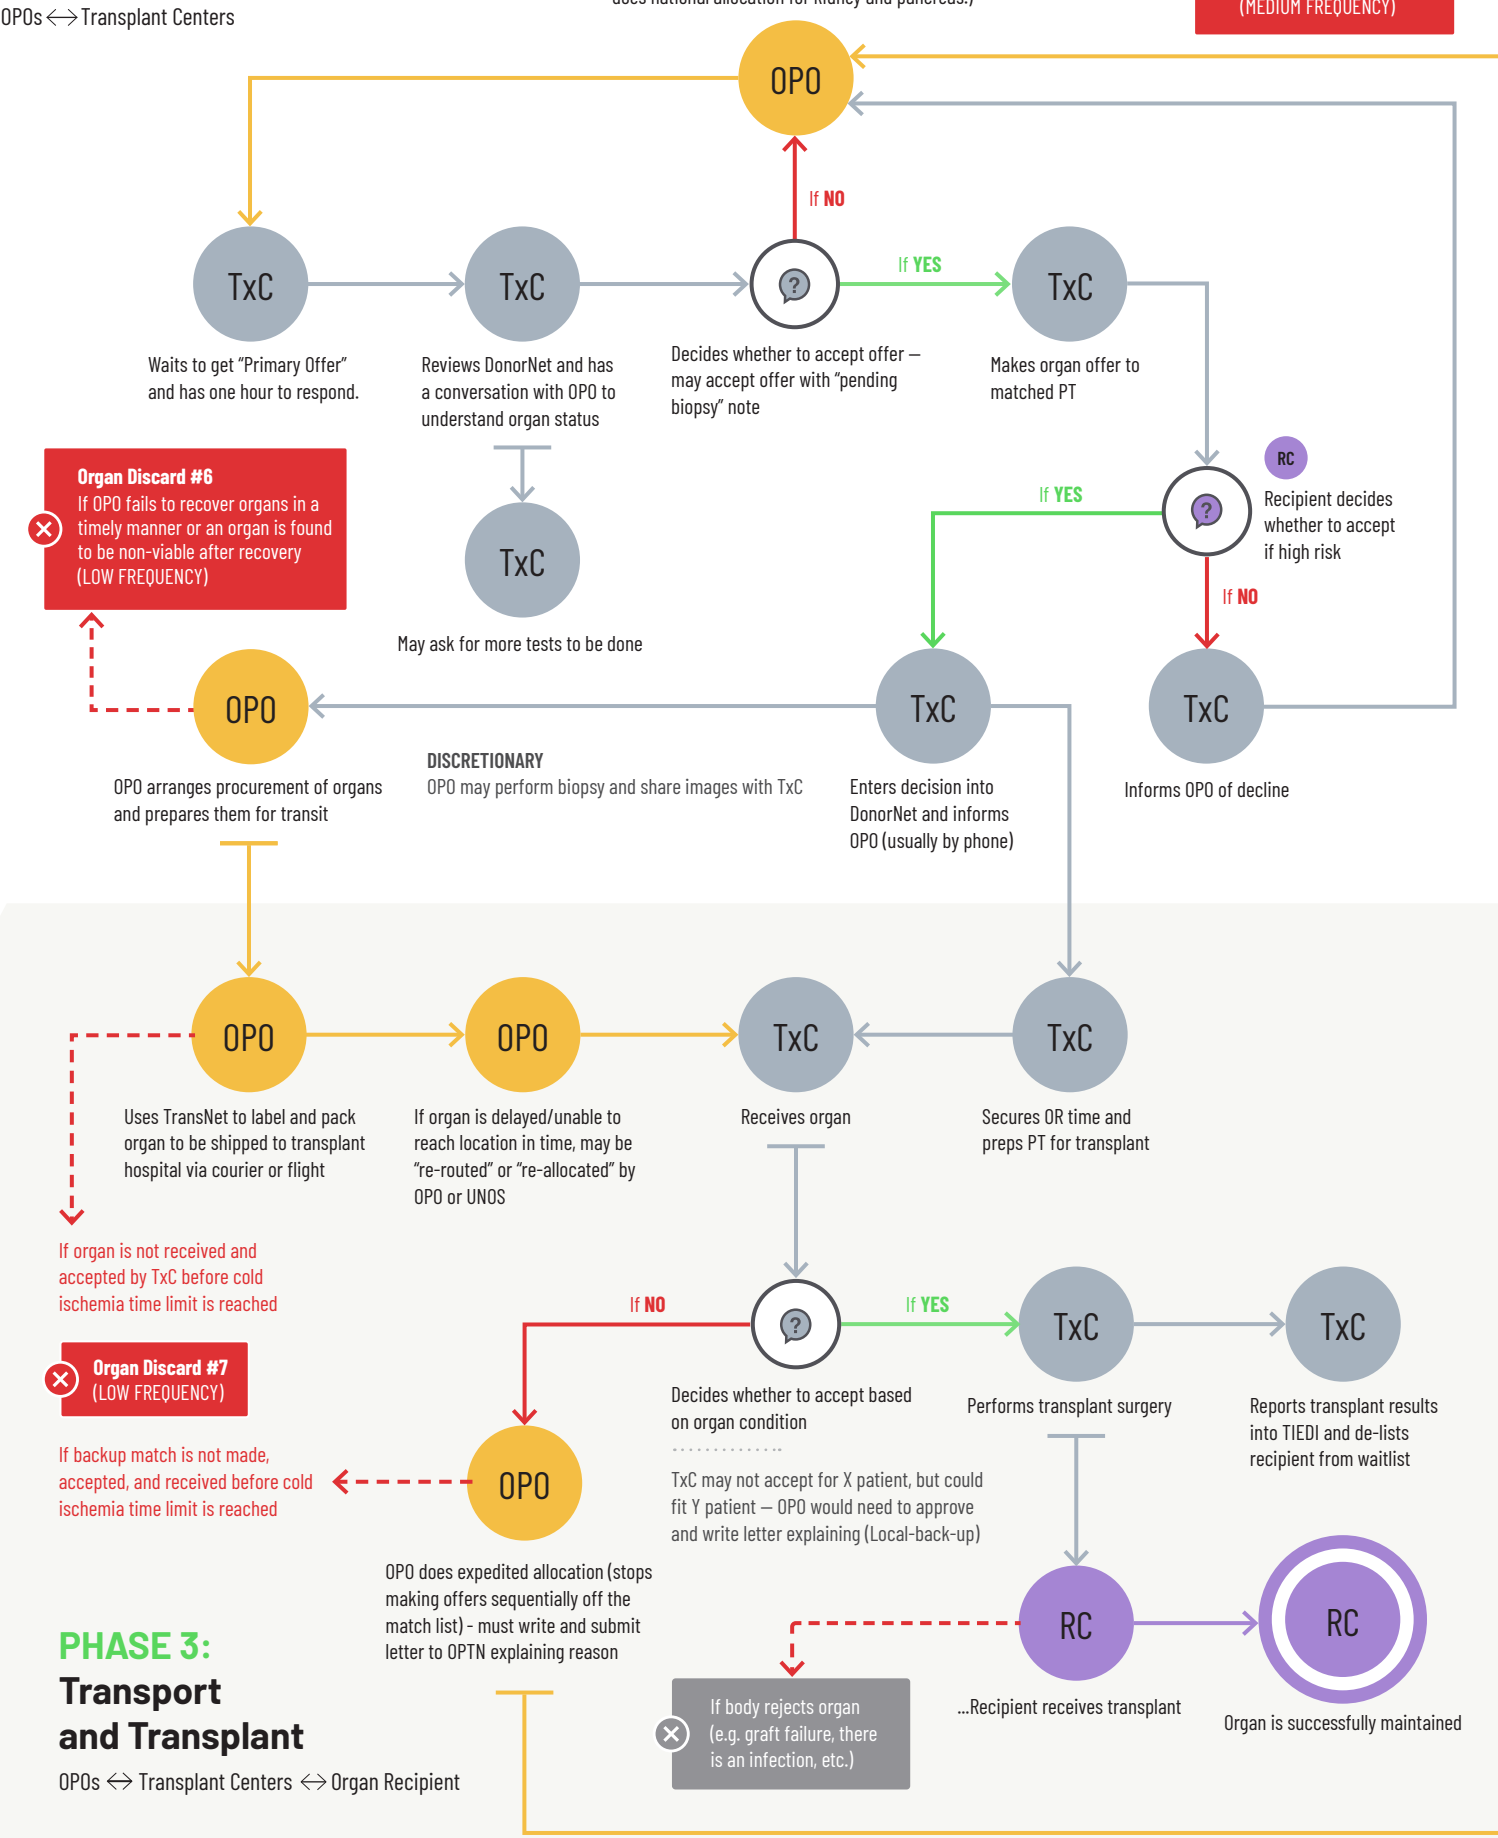 OPOs ↔ Transplant Centers
does national allocation for kidney and pancreas.)
(MEDIUM FREQUENCY)
OPO
If NO
TxC
Waits to get “Primary Offer”
and has one hour to respond.
TxC
Reviews DonorNet and has
a conversation with OPO to
understand organ status
?
Decides whether to accept offer –
may accept offer with “pending
biopsy” note
If YES
TxC
Makes organ offer to
matched PT
Organ Discard #6
If OPO fails to recover organs in a
timely manner or an organ is found
to be non-viable after recovery
(LOW FREQUENCY)
TxC
May ask for more tests to be done
If YES
?
RC
Recipient decides
whether to accept
if high risk
If NO
OPO
OPO arranges procurement of organs
and prepares them for transit
DISCRETIONARY
OPO may perform biopsy and share images with TxC
TxC
Enters decision into
DonorNet and informs
OPO (usually by phone)
TxC
Informs OPO of decline
OPO
Uses TransNet to label and pack
organ to be shipped to transplant
hospital via courier or flight
OPO
If organ is delayed/unable to
reach location in time, may be
“re-routed” or “re-allocated” by
OPO or UNOS
TxC
Receives organ
TxC
Secures OR time and
preps PT for transplant
If organ is not received and
accepted by TxC before cold
ischemia time limit is reached
Organ Discard #7
(LOW FREQUENCY)
If backup match is not made,
accepted, and received before cold
ischemia time limit is reached
If NO
?
If YES
Decides whether to accept based
on organ condition
TxC may not accept for X patient, but could
fit Y patient – OPO would need to approve
and write letter explaining (Local-back-up)
TxC
Performs transplant surgery
TxC
Reports transplant results
into TIEDI and de-lists
recipient from waitlist
OPO
OPO does expedited allocation (stops
making offers sequentially off the
match list) - must write and submit
letter to OPTN explaining reason
RC
...Recipient receives transplant
RC
Organ is successfully maintained
If body rejects organ
(e.g. graft failure, there
is an infection, etc.)
PHASE 3:
Transport
and Transplant
OPOs ↔ Transplant Centers ↔ Organ Recipient